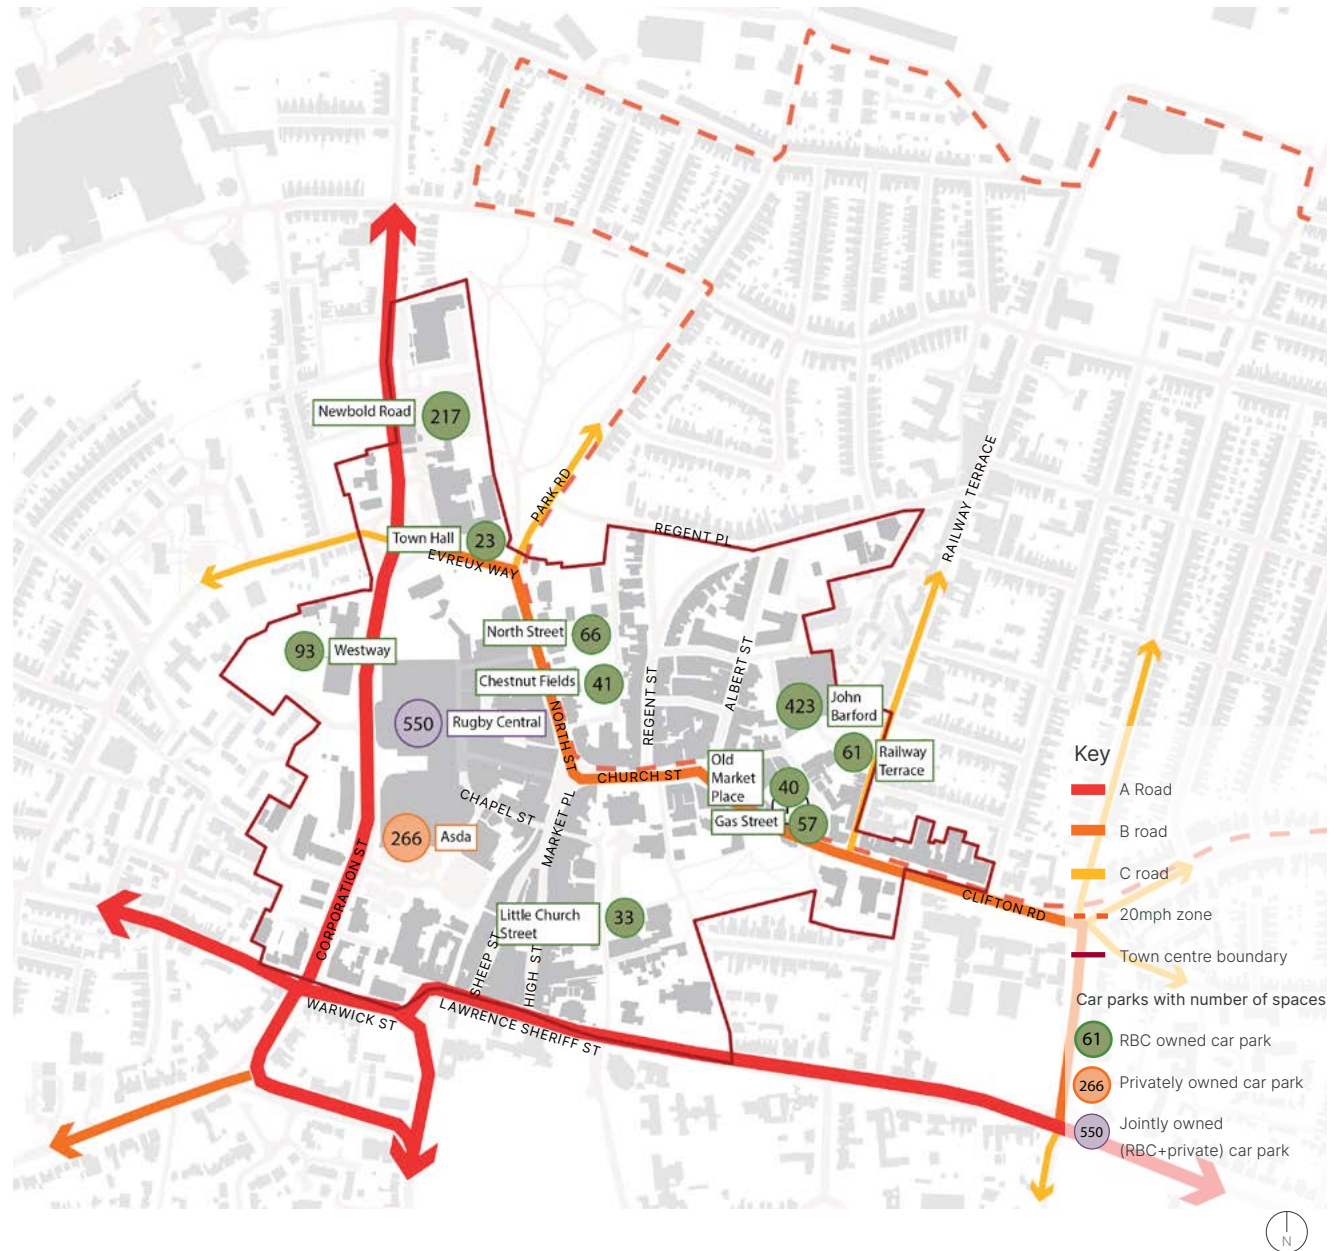 Newbold Road
217
PARK RD
REGENT PL
RAILWAY TERRACE
Town Hall
23
EVREUX WAY
North Street
66
93
Westway
Chestnut Fields
41
REGENT ST
ALBERT ST
550
Rugby Central
NORTH ST
423
John
Barford
61
Railway
Terrace
CHURCH ST
Old
Market
Place
40
Gas Street
57
CHAPEL ST
MARKET PL
266
Asda
CORPORATION ST
Little Church
Street
33
SHEEP ST
HIGH ST
CLIFTON RD
WARWICK ST
LAWRENCE SHERIFF ST
Key
A Road
B road
C road
20mph zone
Town centre boundary
Car parks with number of spaces
61
RBC owned car park
266
Privately owned car park
550
Jointly owned
(RBC+private) car park
N